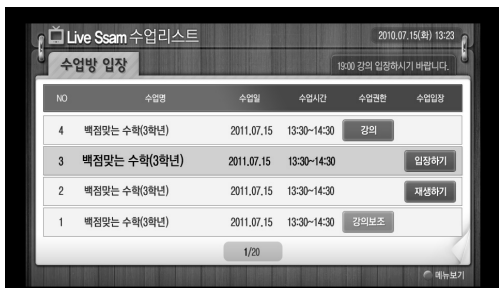 Live Ssam 수업리스트
2010.07.15(화) 13:23
수업방 입장
19:00 강의 입장하시기 바랍니다.
NO 수업명 수업일 수업시간 수업권한 수업입장
4 백점맞는 수학(3학년) 2011.07.15 13:30~14:30 강의
3 백점맞는 수학(3학년) 2011.07.15 13:30~14:30 입장하기
2 백점맞는 수학(3학년) 2011.07.15 13:30~14:30 재생하기
1 백점맞는 수학(3학년) 2011.07.15 13:30~14:30 강의보조
1/20
메뉴보기